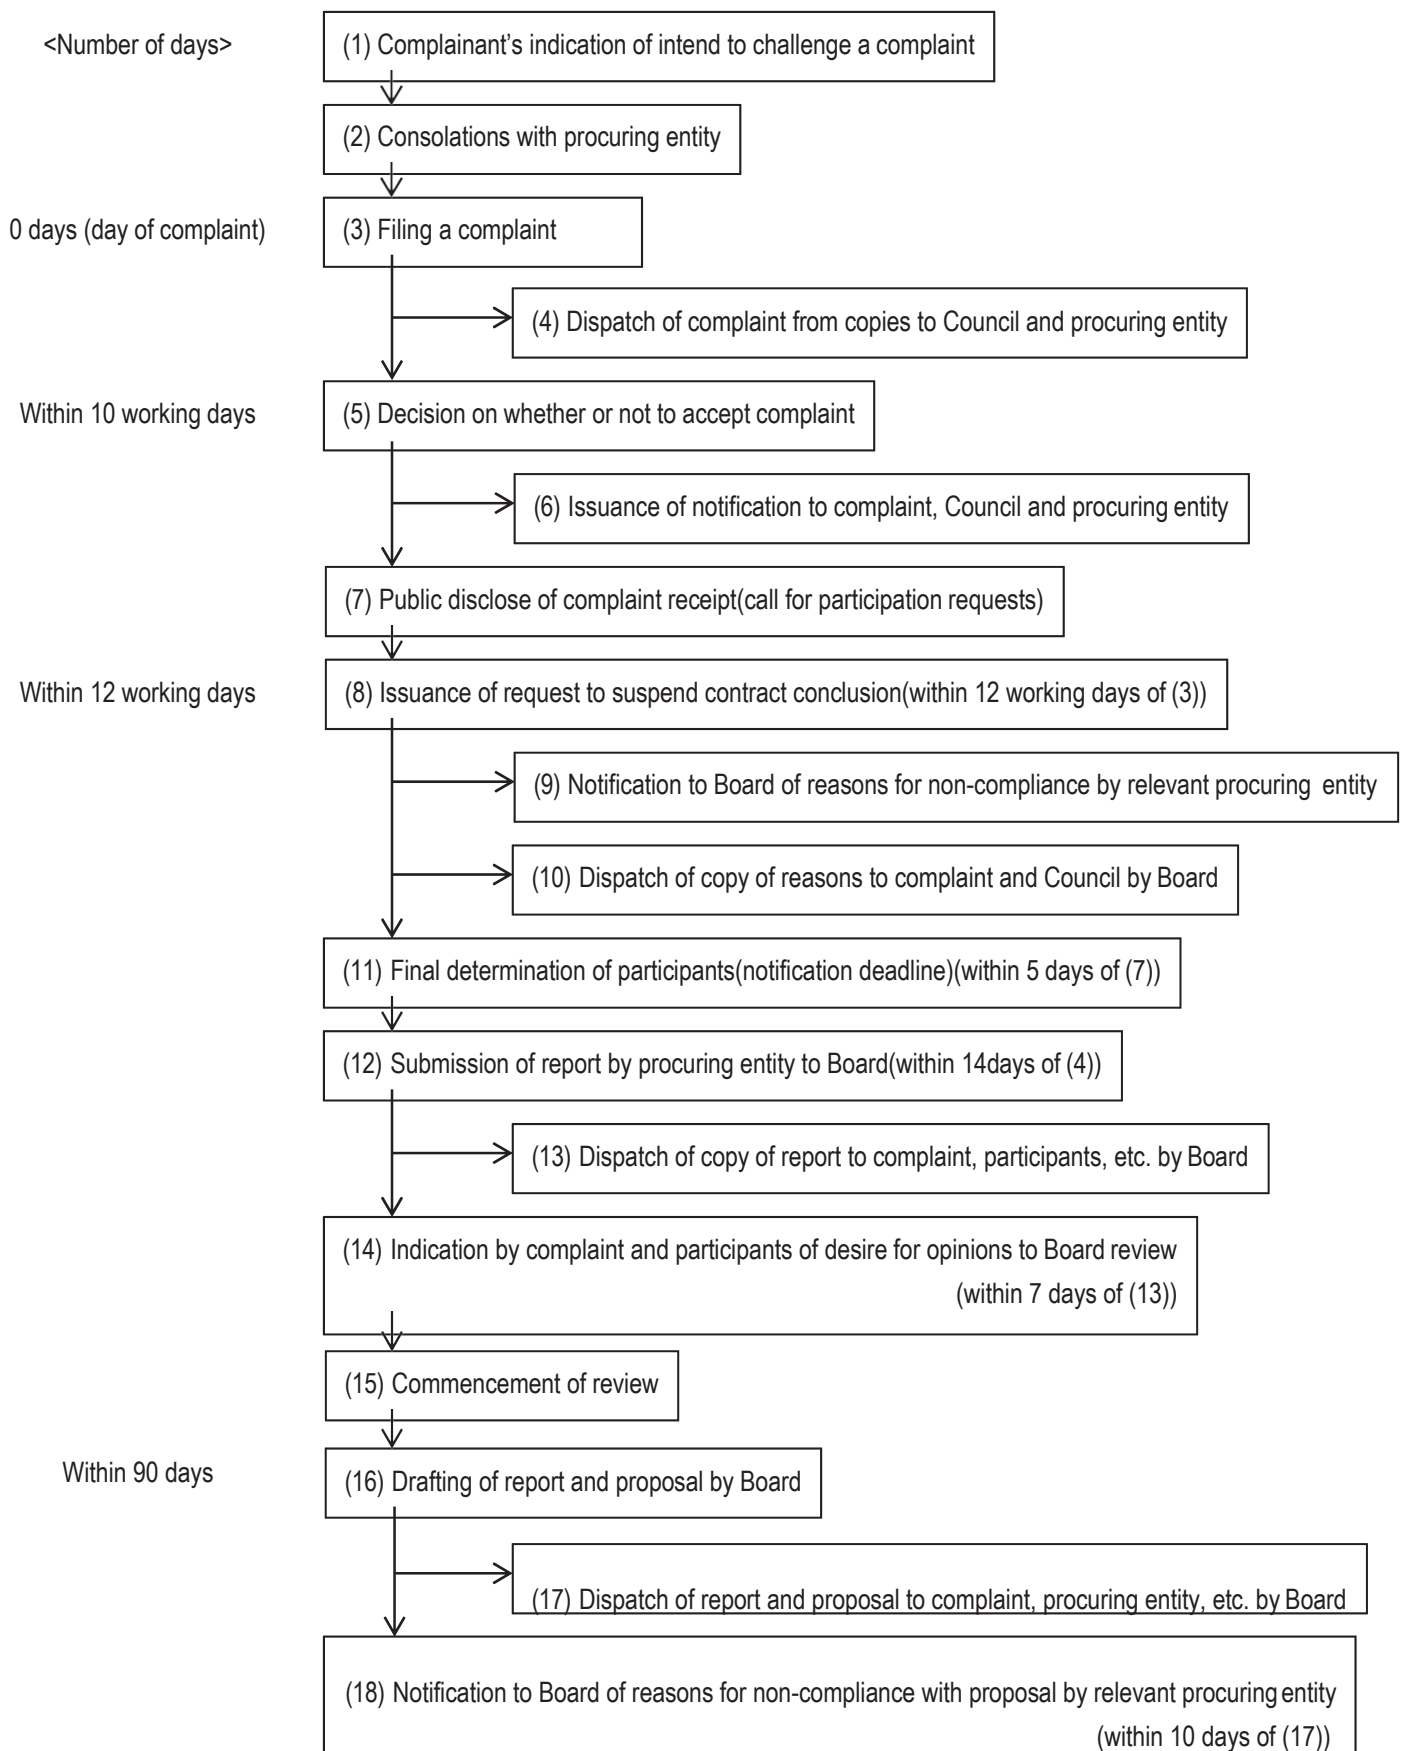 <Number of days>
(1) Complainant’s indication of intend to challenge a complaint
(2) Consolations with procuring entity
0 days (day of complaint)
(3) Filing a complaint
(4) Dispatch of complaint from copies to Council and procuring entity
Within 10 working days
(5) Decision on whether or not to accept complaint
(6) Issuance of notification to complaint, Council and procuring entity
(7) Public disclose of complaint receipt(call for participation requests)
Within 12 working days
(8) Issuance of request to suspend contract conclusion(within 12 working days of (3))
(9) Notification to Board of reasons for non-compliance by relevant procuring entity
(10) Dispatch of copy of reasons to complaint and Council by Board
(11) Final determination of participants(notification deadline)(within 5 days of (7))
(12) Submission of report by procuring entity to Board(within 14days of (4))
(13) Dispatch of copy of report to complaint, participants, etc. by Board
(14) Indication by complaint and participants of desire for opinions to Board review
(within 7 days of (13))
(15) Commencement of review
Within 90 days
(16) Drafting of report and proposal by Board
(17) Dispatch of report and proposal to complaint, procuring entity, etc. by Board
(18) Notification to Board of reasons for non-compliance with proposal by relevant procuring entity
(within 10 days of (17))